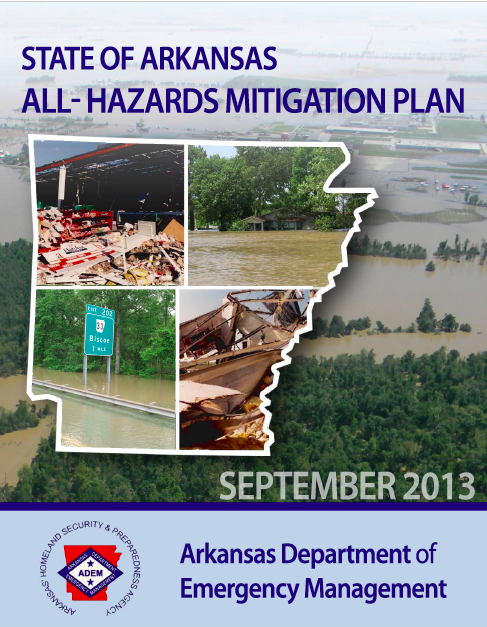 STATE OF ARKANSAS
ALL- HAZARDS MITIGATION PLAN
EXIT 202
31
Biscoe
1 MILE
SEPTEMBER 2013
ARKANSAS' HOMELAND SECURITY & PREPAREDNESS AGENCY
ADEM
Arkansas Department of
Emergency Management